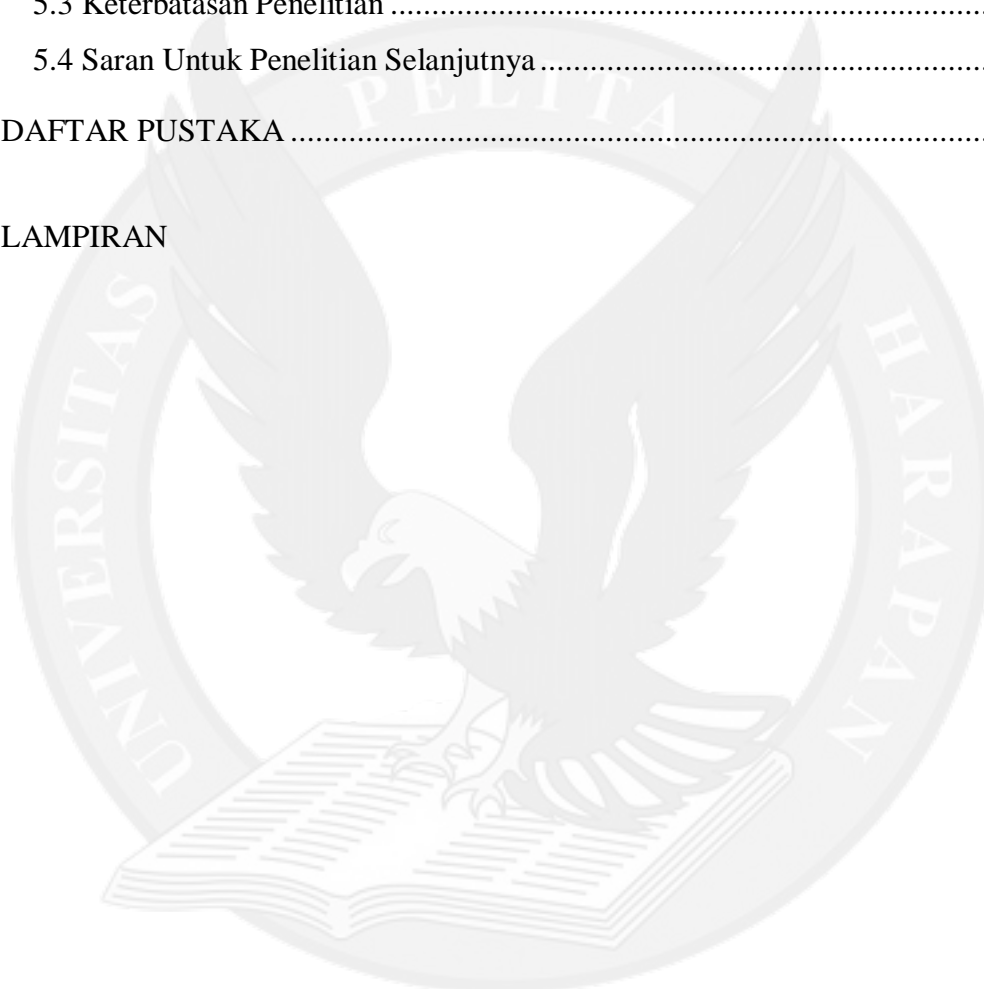 5.3 Keterbatasan Penelitian ....................................................................................
5.4 Saran Untuk Penelitian Selanjutnya ................................................................
DAFTAR PUSTAKA ................................................................................................
LAMPIRAN
UNIVERSITAS PELITA HARAPAN